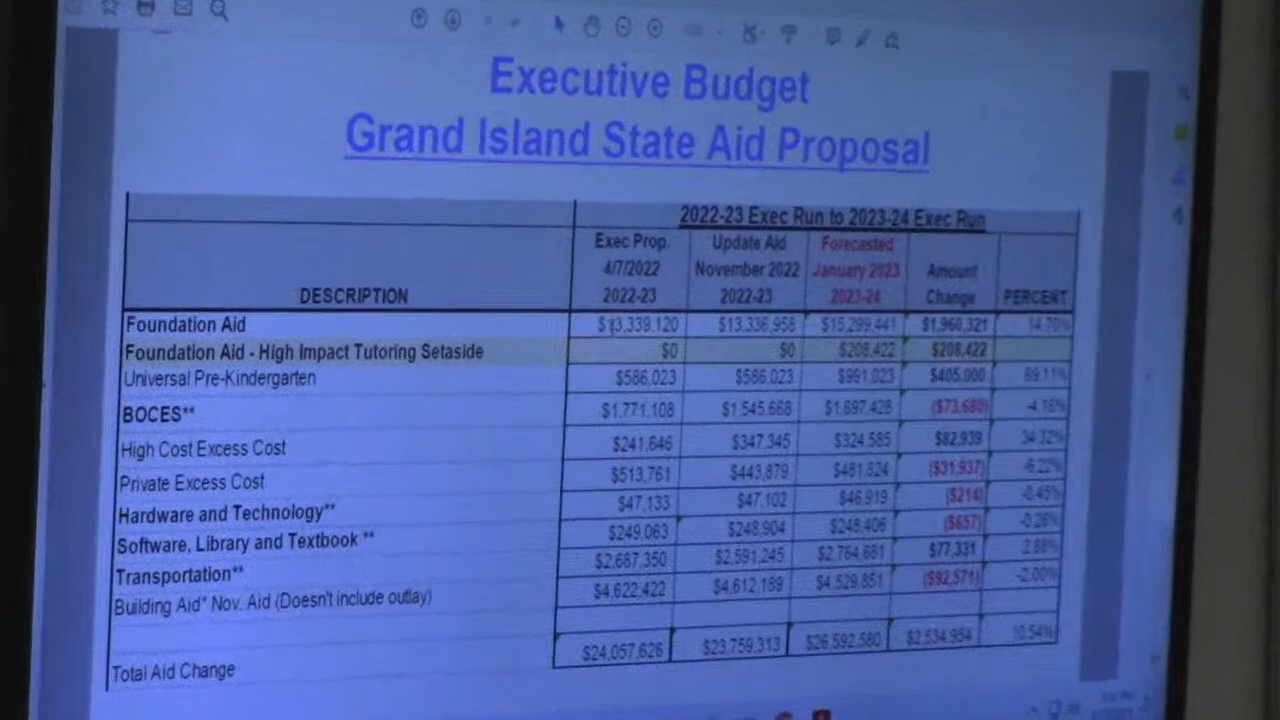 Executive Budget
Grand Island State Aid Proposal
2022-23 Exec Run to 2023-24 Exec Run
Exec Prop. Update Aid Forecasted
4/7/2022 November 2022 January 2023 Amount
DESCRIPTION 2022-23 2022-23 2023-24 Change PERCENT
Foundation Aid $13,339,120 $13,336,958 $15,299,441 $1,960,321 14.70%
Foundation Aid - High Impact Tutoring Setaside $0 $0 $208,422 $208,422
Universal Pre-Kindergarten $586,023 $586,023 $991,023 $405,000 69.11%
BOCES** $1,771,108 $1,545,668 $1,697,428 ($73,680) -4.16%
High Cost Excess Cost $241,646 $347,345 $324,585 $82,939 34.32%
Private Excess Cost $513,761 $443,879 $481,824 ($31,937) -6.22%
Hardware and Technology** $47,133 $47,102 $46,919 ($214) -0.45%
Software, Library and Textbook ** $249,063 $248,904 $248,406 ($657) -0.26%
Transportation** $2,687,350 $2,591,245 $2,764,681 $77,331 2.88%
Building Aid* Nov. Aid (Doesn't include outlay) $4,622,422 $4,612,189 $4,529,851 ($92,571) -2.00%
Total Aid Change $24,057,626 $23,759,313 $26,592,580 $2,534,954 10.54%